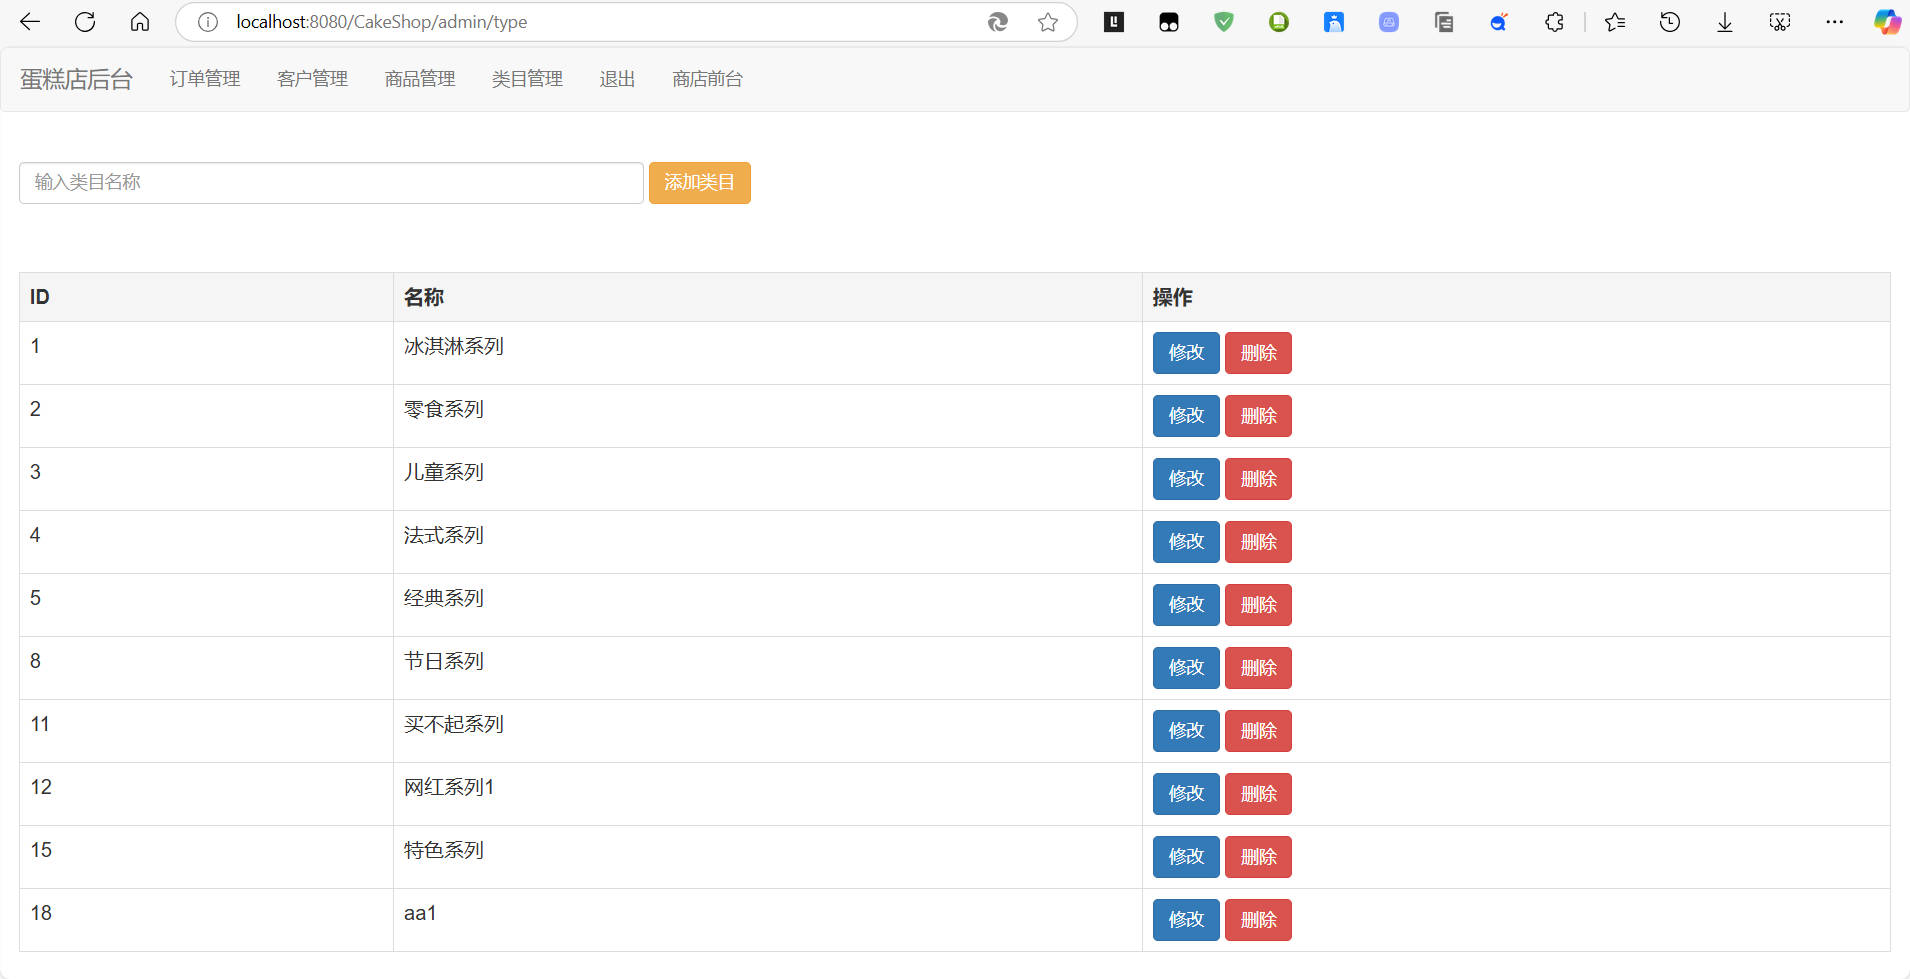 localhost:8080/CakeShop/admin/type
蛋糕店后台 订单管理 客户管理 商品管理 类目管理 退出 商店前台
输入类目名称 添加类目
ID 名称 操作
1 冰淇淋系列 修改 删除
2 零食系列 修改 删除
3 儿童系列 修改 删除
4 法式系列 修改 删除
5 经典系列 修改 删除
8 节日系列 修改 删除
11 买不起系列 修改 删除
12 网红系列1 修改 删除
15 特色系列 修改 删除
18 aa1 修改 删除